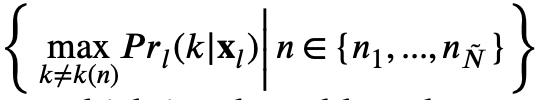 { max_{k≠k(n)} Pr_l(k|x_l) | n ∈ {n_1, ..., n_Ñ} }